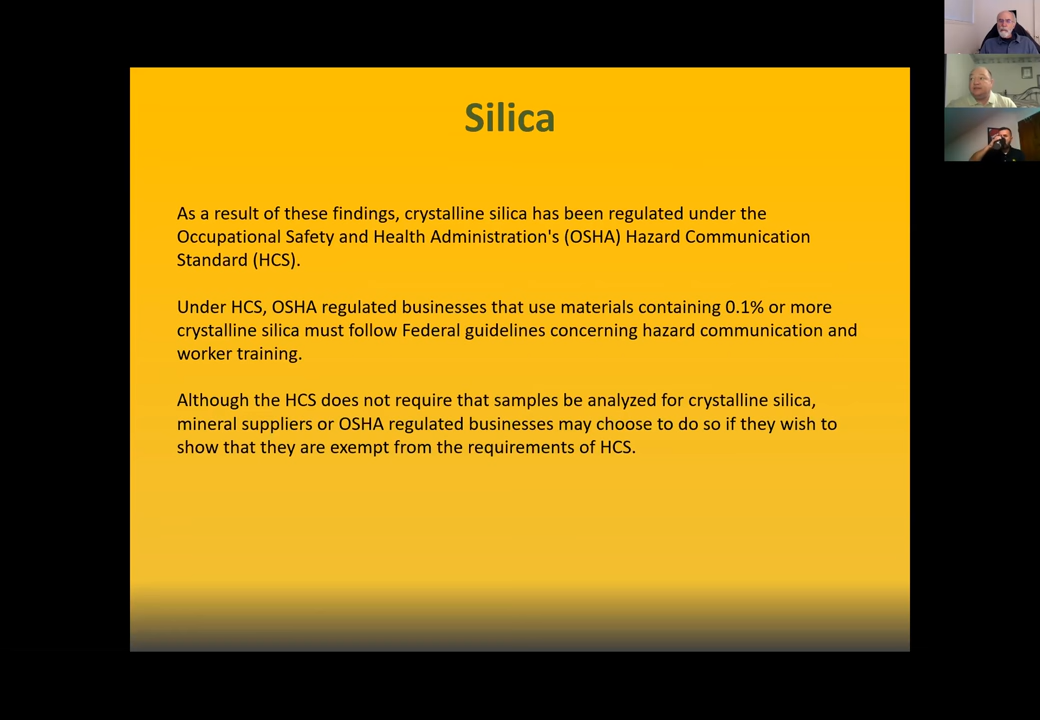 Silica
As a result of these findings, crystalline silica has been regulated under the
Occupational Safety and Health Administration's (OSHA) Hazard Communication
Standard (HCS).
Under HCS, OSHA regulated businesses that use materials containing 0.1% or more
crystalline silica must follow Federal guidelines concerning hazard communication and
worker training.
Although the HCS does not require that samples be analyzed for crystalline silica,
mineral suppliers or OSHA regulated businesses may choose to do so if they wish to
show that they are exempt from the requirements of HCS.